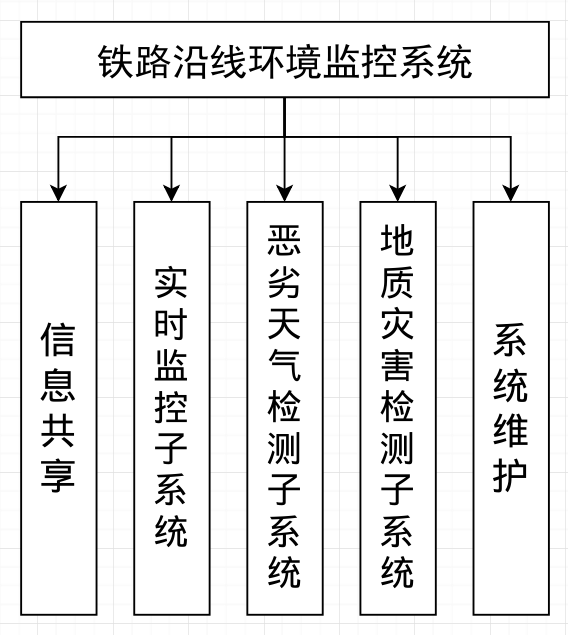 铁路沿线环境监控系统
信息共享
实时监控子系统
恶劣天气检测子系统
地质灾害检测子系统
系统维护